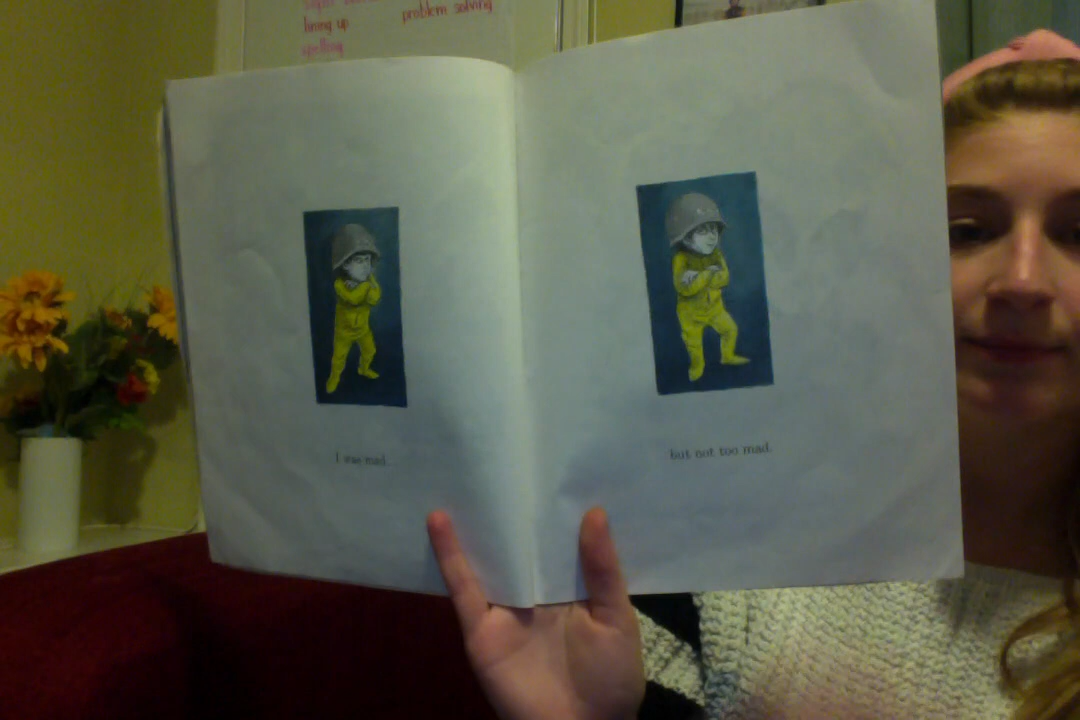 lining up
problem solving
spelling
I was mad.
but not too mad.